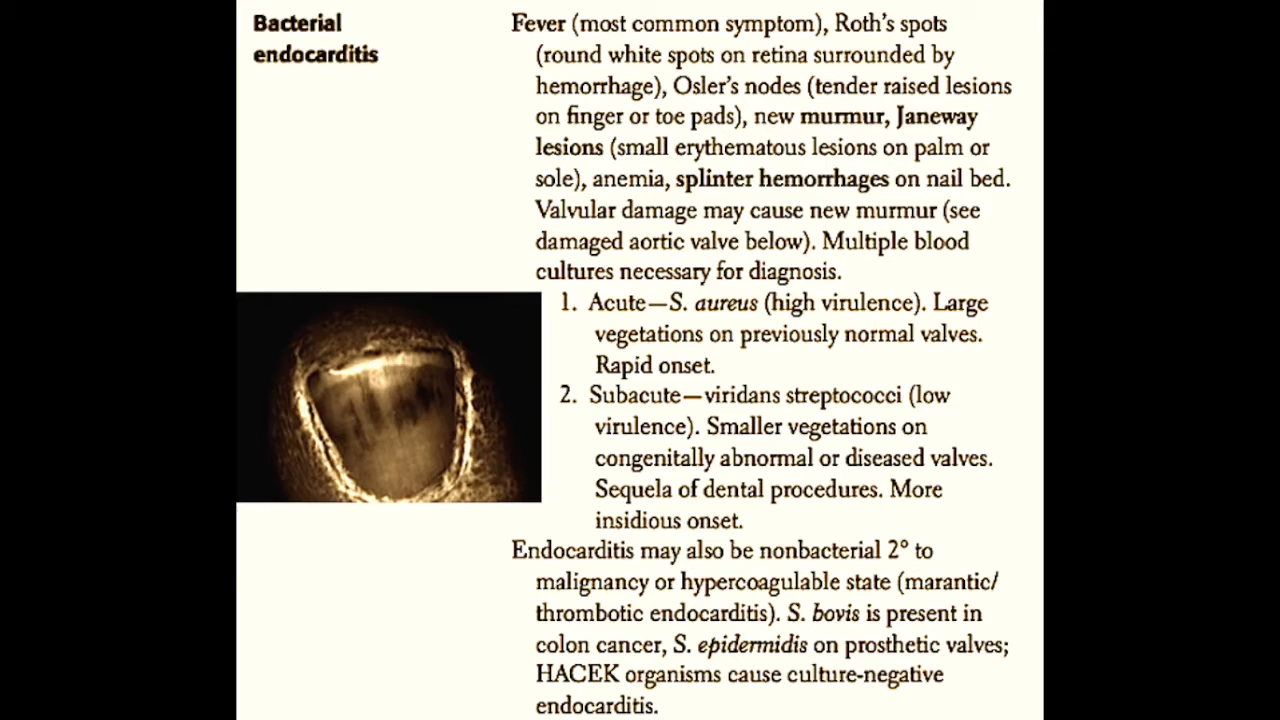 Bacterial
endocarditis
Fever (most common symptom), Roth's spots
(round white spots on retina surrounded by
hemorrhage), Osler's nodes (tender raised lesions
on finger or toe pads), new murmur, Janeway
lesions (small erythematous lesions on palm or
sole), anemia, splinter hemorrhages on nail bed.
Valvular damage may cause new murmur (see
damaged aortic valve below). Multiple blood
cultures necessary for diagnosis.
1. Acute—S. aureus (high virulence). Large
vegetations on previously normal valves.
Rapid onset.
2. Subacute—viridans streptococci (low
virulence). Smaller vegetations on
congenitally abnormal or diseased valves.
Sequela of dental procedures. More
insidious onset.
Endocarditis may also be nonbacterial 2° to
malignancy or hypercoagulable state (marantic/
thrombotic endocarditis). S. bovis is present in
colon cancer, S. epidermidis on prosthetic valves;
HACEK organisms cause culture-negative
endocarditis.